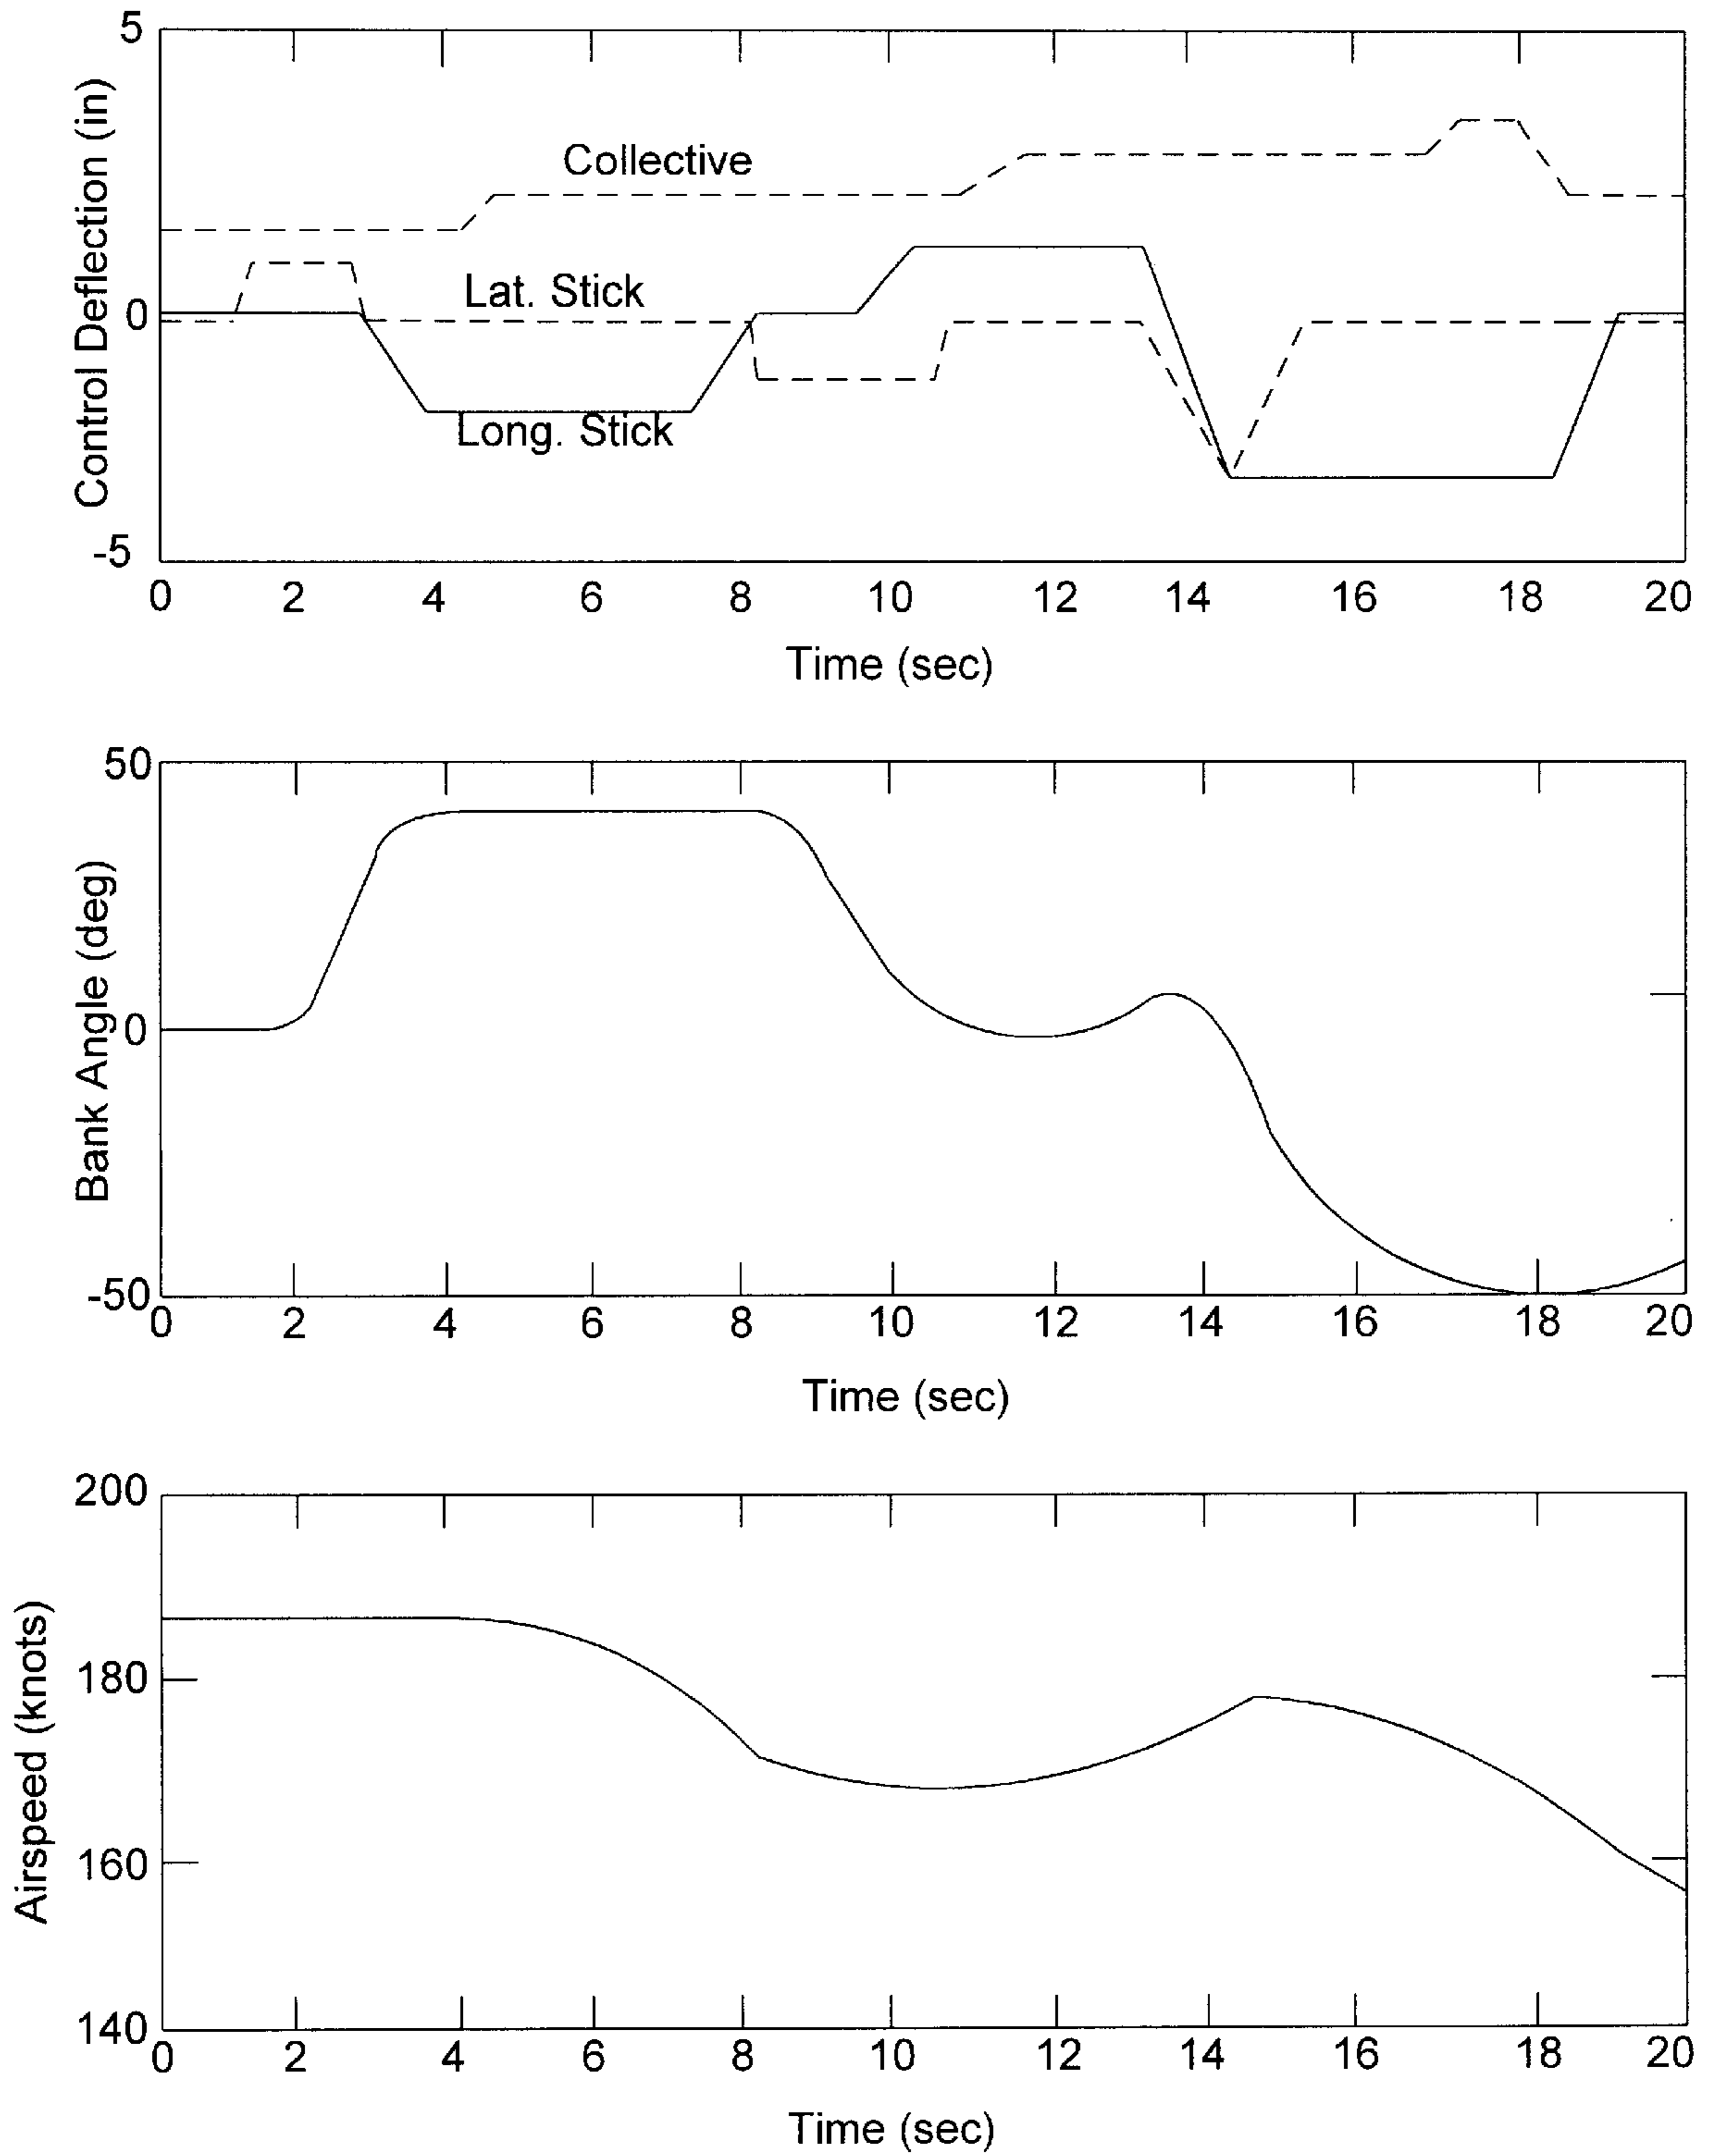 5
Control Deflection (in)
Collective
0
Lat. Stick
Long. Stick
-5
0 2 4 6 8 10 12 14 16 18 20
Time (sec)
50
Bank Angle (deg)
0
-50
0 2 4 6 8 10 12 14 16 18 20
Time (sec)
200
Airspeed (knots)
180
160
140
0 2 4 6 8 10 12 14 16 18 20
Time (sec)